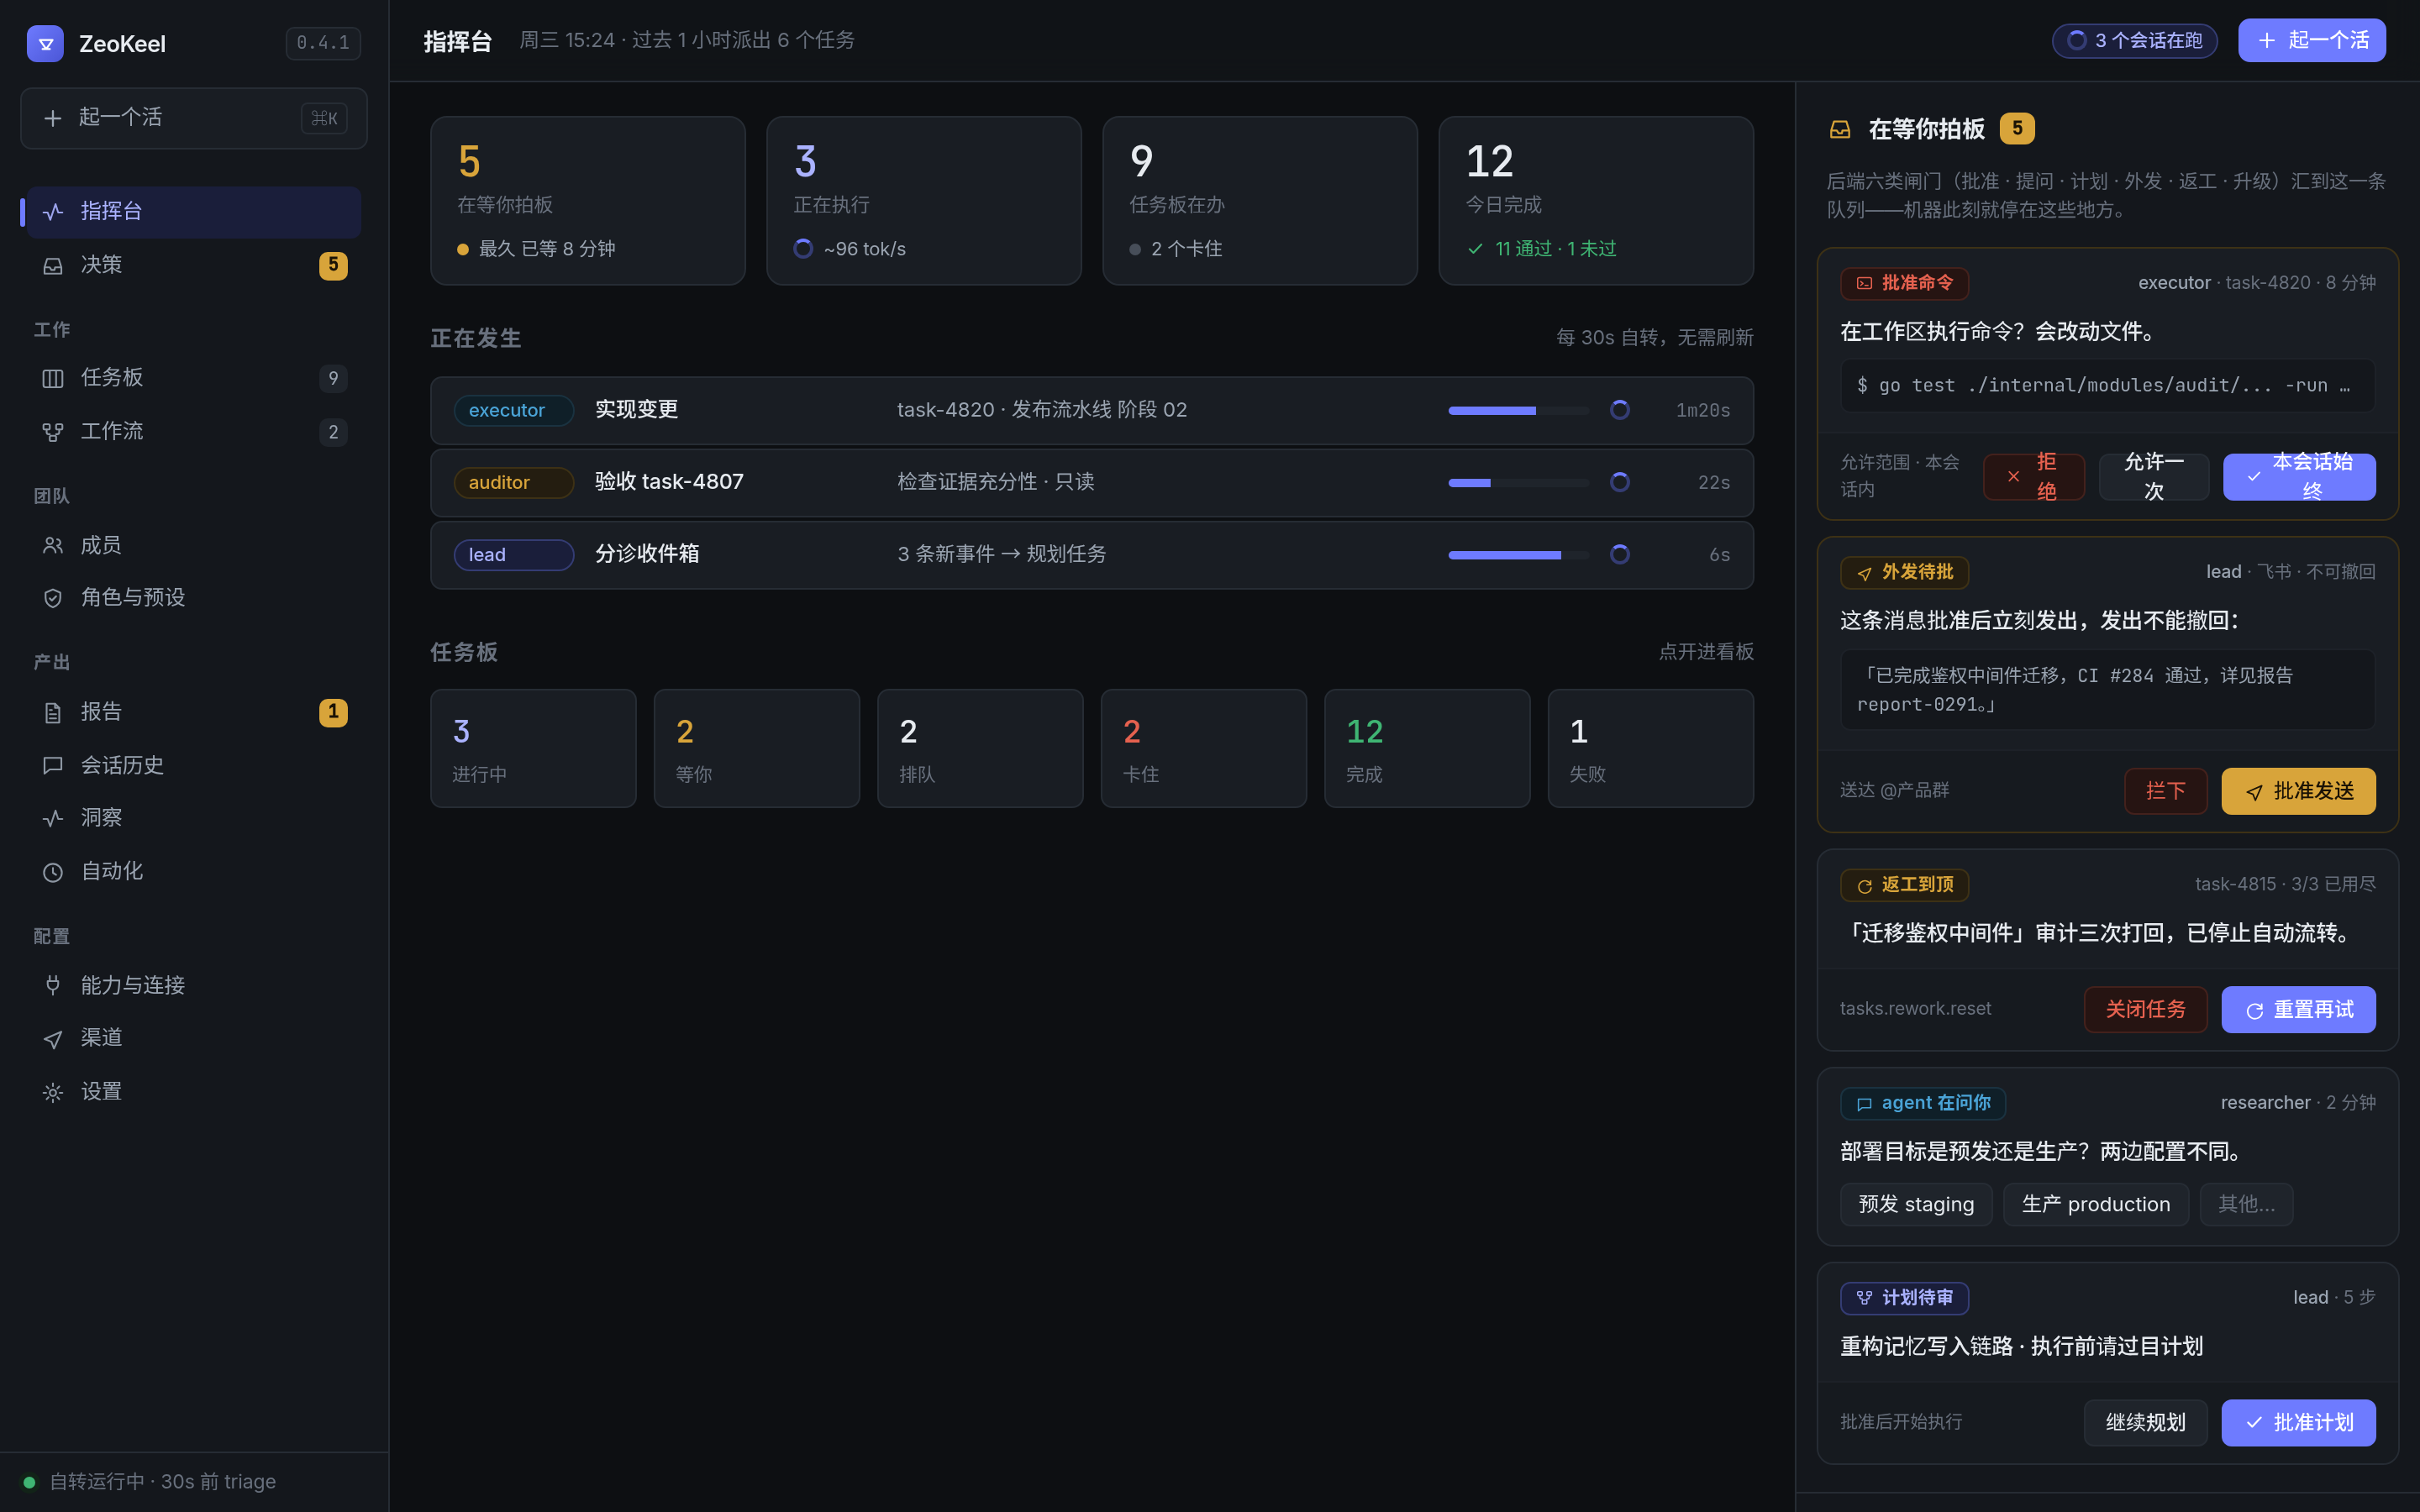 ZeoKeel
0.4.1
起一个活
⌘K
指挥台
决策
5
工作
任务板
9
工作流
2
团队
成员
角色与预设
产出
报告
1
会话历史
洞察
自动化
配置
能力与连接
渠道
设置
自转运行中 · 30s 前 triage
指挥台
周三 15:24 · 过去 1 小时派出 6 个任务
3 个会话在跑
起一个活
5
在等你拍板
最久 已等 8 分钟
3
正在执行
~96 tok/s
9
任务板在办
2 个卡住
12
今日完成
11 通过 · 1 未过
正在发生
每 30s 自转，无需刷新
executor
实现变更
task-4820 · 发布流水线 阶段 02
1m20s
auditor
验收 task-4807
检查证据充分性 · 只读
22s
lead
分诊收件箱
3 条新事件 → 规划任务
6s
任务板
点开进看板
3
进行中
2
等你
2
排队
2
卡住
12
完成
1
失败
在等你拍板
5
后端六类闸门（批准 · 提问 · 计划 · 外发 · 返工 · 升级）汇到这一条
队列——机器此刻就停在这些地方。
批准命令
executor · task-4820 · 8 分钟
在工作区执行命令？会改动文件。
$ go test ./internal/modules/audit/... -run …
允许范围 · 本会
话内
拒
绝
允许一
次
本会话始
终
外发待批
lead · 飞书 · 不可撤回
这条消息批准后立刻发出，发出不能撤回：
「已完成鉴权中间件迁移，CI #284 通过，详见报告
report-0291。」
送达 @产品群
拦下
批准发送
返工到顶
task-4815 · 3/3 已用尽
「迁移鉴权中间件」审计三次打回，已停止自动流转。
tasks.rework.reset
关闭任务
重置再试
agent 在问你
researcher · 2 分钟
部署目标是预发还是生产？两边配置不同。
预发 staging
生产 production
其他...
计划待审
lead · 5 步
重构记忆写入链路 · 执行前请过目计划
批准后开始执行
继续规划
批准计划